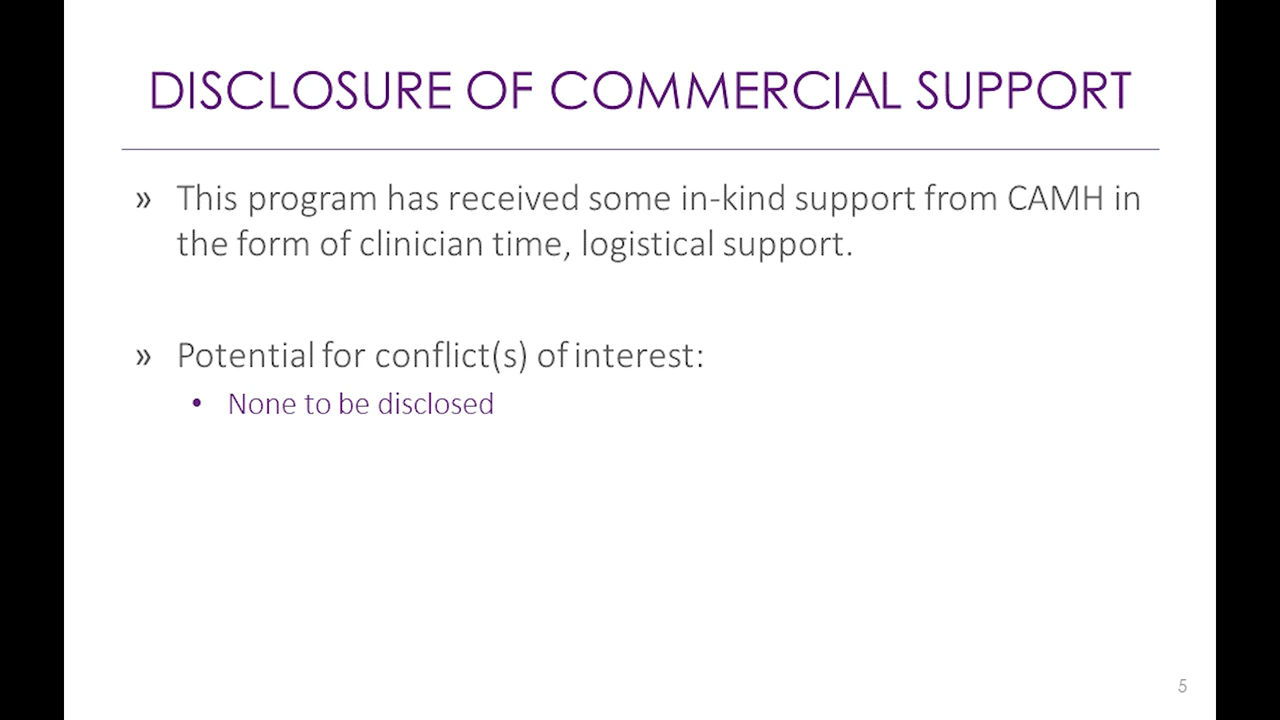 DISCLOSURE OF COMMERCIAL SUPPORT
» This program has received some in-kind support from CAMH in
the form of clinician time, logistical support.
» Potential for conflict(s) of interest:
• None to be disclosed
5